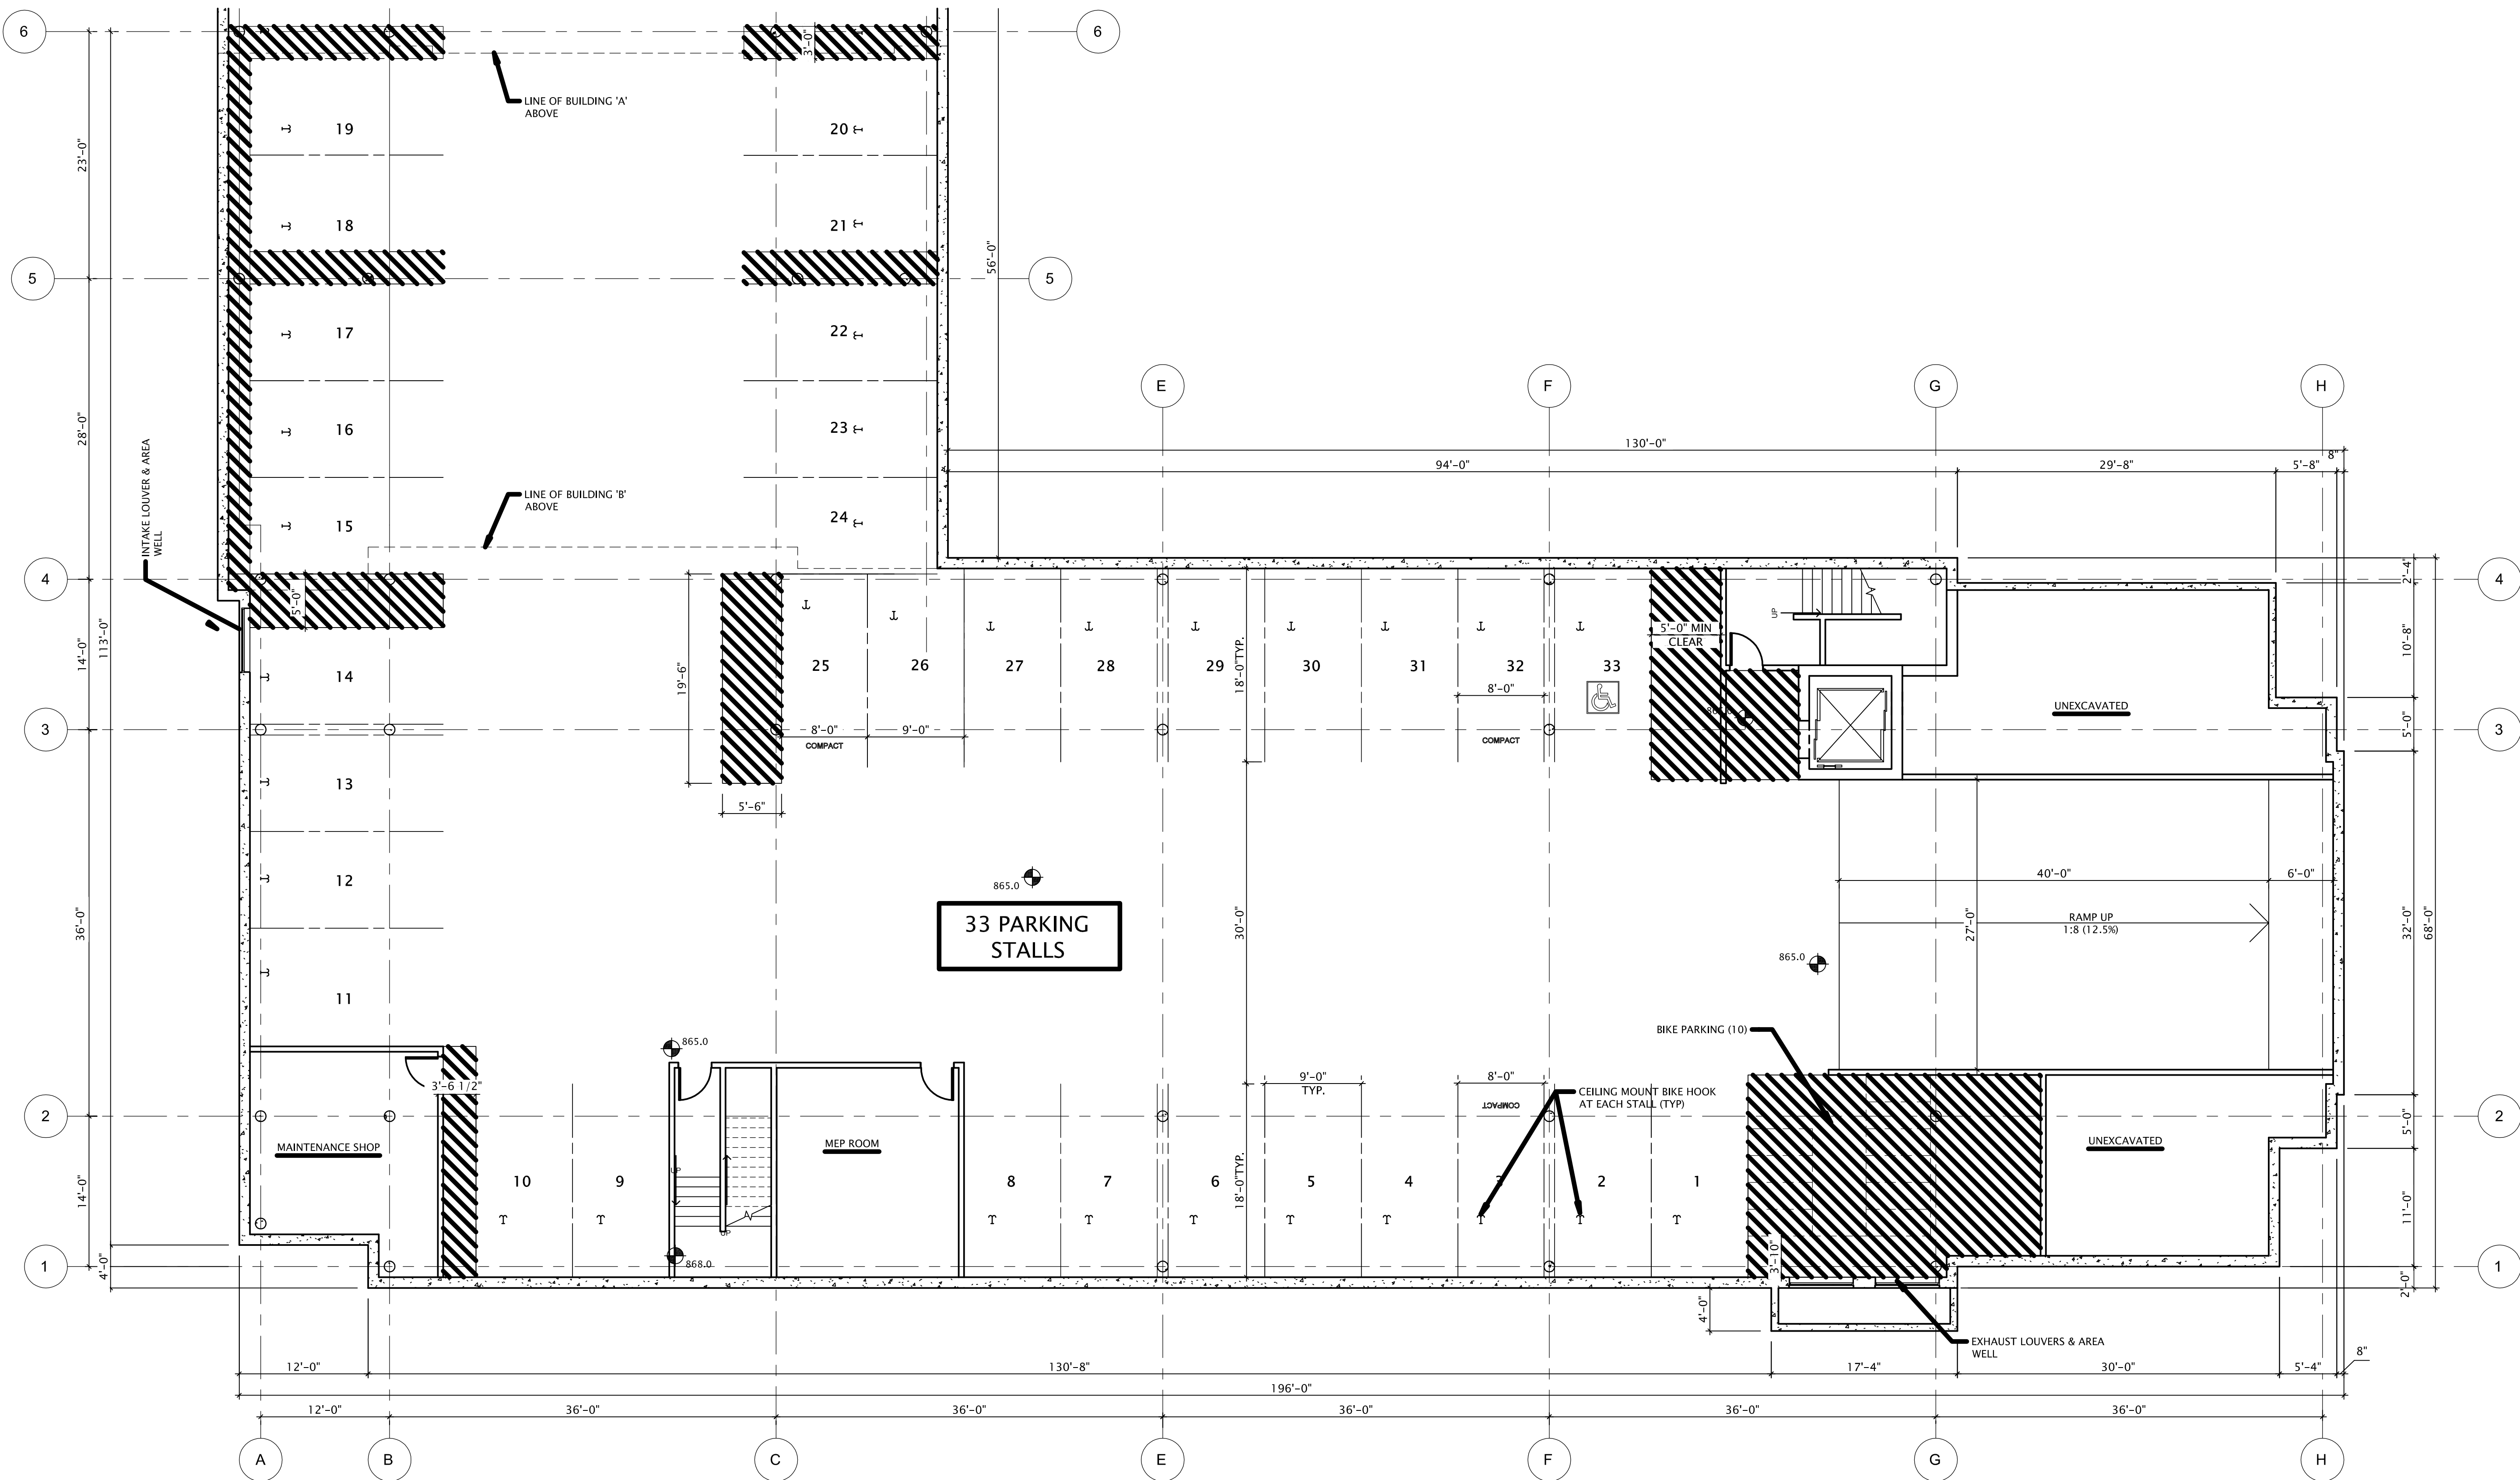 6
6
3'-0"
LINE OF BUILDING 'A'
ABOVE
19
20
23'-0"
18
21
5
5
56'-0"
17
22
E
F
G
H
16
23
28'-0"
INTAKE LOUVER & AREA
WELL
130'-0"
8"
94'-0"
29'-8"
5'-8"
LINE OF BUILDING 'B'
ABOVE
15
24
4
4
2'-4"
5'-0"
113'-0"
14'-0"
UP
5'-0" MIN
CLEAR
10'-8"
14
19'-6"
25
26
27
28
18'-0"TYP.
29
30
31
32
33
8'-0"
UNEXCAVATED
5'-0"
3
3
8'-0"
9'-0"
COMPACT
COMPACT
13
5'-6"
12
865.0
40'-0"
6'-0"
33 PARKING
STALLS
36'-0"
30'-0"
27'-0"
RAMP UP
1:8 (12.5%)
32'-0"
68'-0"
865.0
11
BIKE PARKING (10)
865.0
3'-6 1/2"
9'-0"
TYP.
8'-0"
COMPACT
CEILING MOUNT BIKE HOOK
AT EACH STALL (TYP)
2
2
5'-0"
MAINTENANCE SHOP
MEP ROOM
UNEXCAVATED
14'-0"
10
9
UP
8
7
18'-0"TYP.
6
5
4
3
2
1
11'-0"
UP
868.0
3'-10"
1
1
4'-0"
2'-0"
4'-0"
EXHAUST LOUVERS & AREA
WELL
12'-0"
130'-8"
17'-4"
30'-0"
5'-4"
8"
196'-0"
12'-0"
36'-0"
36'-0"
36'-0"
36'-0"
36'-0"
A
B
C
E
F
G
H